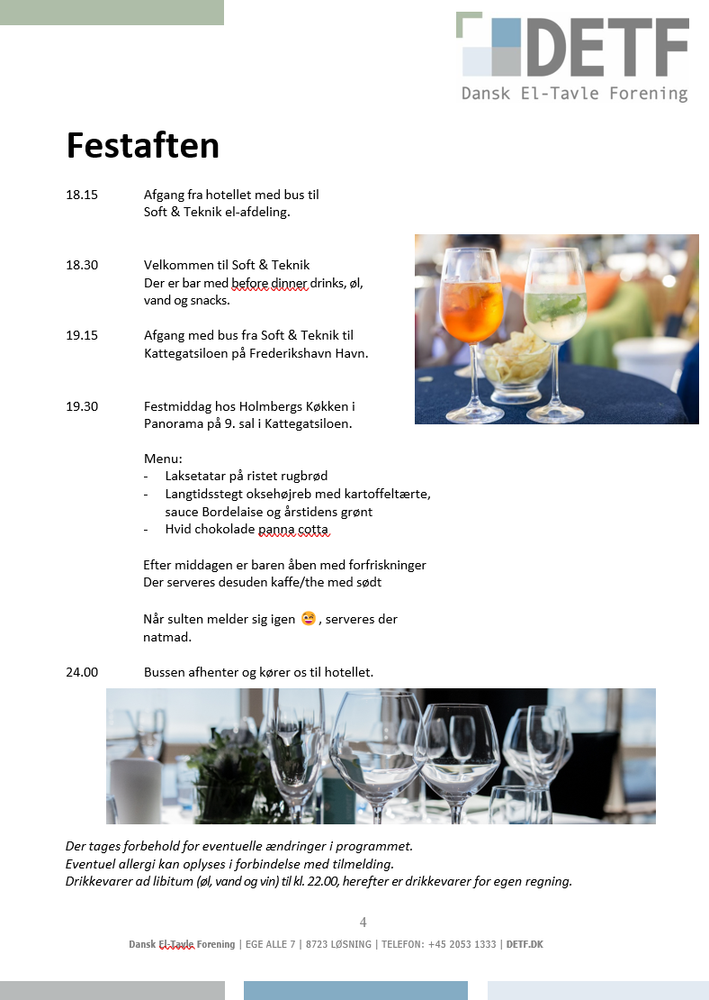 DETF
Dansk El-Tavle Forening
Festaften
18.15 Afgang fra hotellet med bus til
Soft & Teknik el-afdeling.
18.30 Velkommen til Soft & Teknik
Der er bar med before dinner drinks, øl,
vand og snacks.
19.15 Afgang med bus fra Soft & Teknik til
Kattegatsiloen på Frederikshavn Havn.
19.30 Festmiddag hos Holmbergs Køkken i
Panorama på 9. sal i Kattegatsiloen.
Menu:
- Laksetatar på ristet rugbrød
- Langtidsstegt oksehøjreb med kartoffeltærte,
sauce Bordelaise og årstidens grønt
- Hvid chokolade panna cotta
Efter middagen er baren åben med forfriskninger
Der serveres desuden kaffe/the med sødt
Når sulten melder sig igen 😅, serveres der
natmad.
24.00 Bussen afhenter og kører os til hotellet.
Der tages forbehold for eventuelle ændringer i programmet.
Eventuel allergi kan oplyses i forbindelse med tilmelding.
Drikkevarer ad libitum (øl, vand og vin) til kl. 22.00, herefter er drikkevarer for egen regning.
4
Dansk El-Tavle Forening | EGE ALLE 7 | 8723 LØSNING | TELEFON: +45 2053 1333 | DETF.DK